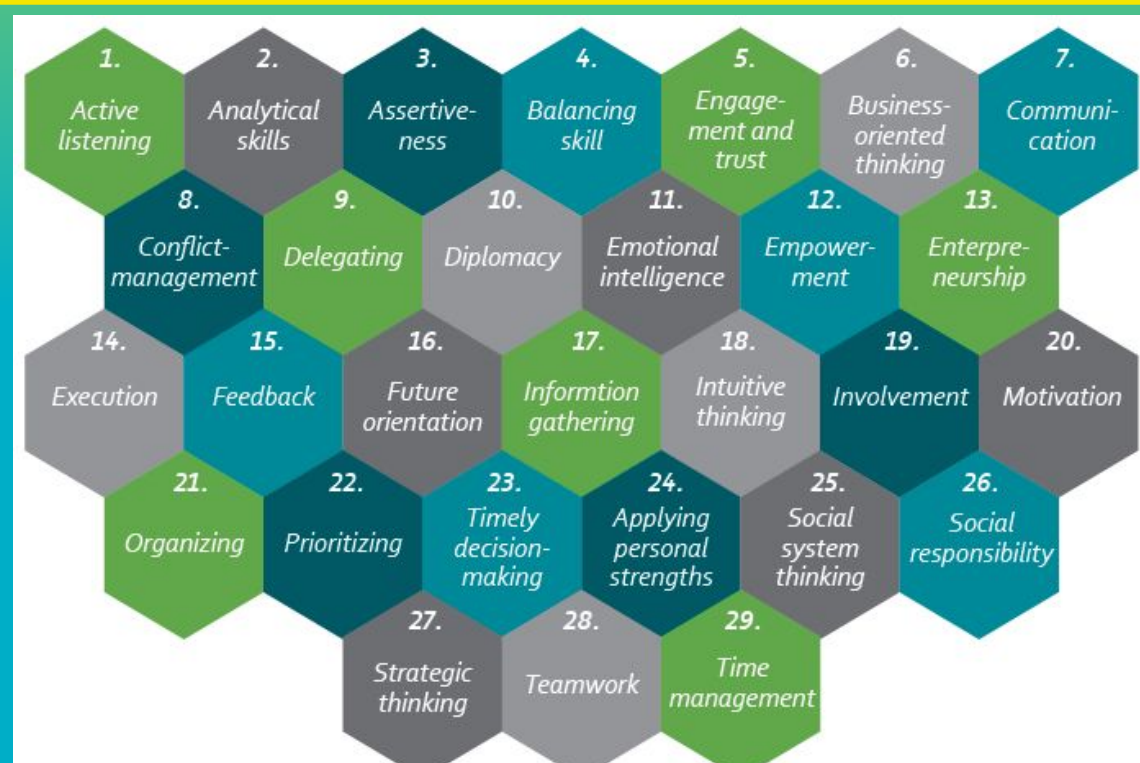 1.
Active
listening
2.
Analytical
skills
3.
Assertive-
ness
4.
Balancing
skill
5.
Engage-
ment and
trust
6.
Business-
oriented
thinking
7.
Communi-
cation
8.
Conflict-
management
9.
Delegating
10.
Diplomacy
11.
Emotional
intelligence
12.
Empower-
ment
13.
Enterpre-
neurship
14.
Execution
15.
Feedback
16.
Future
orientation
17.
Informtion
gathering
18.
Intuitive
thinking
19.
Involvement
20.
Motivation
21.
Organizing
22.
Prioritizing
23.
Timely
decision-
making
24.
Applying
personal
strengths
25.
Social
system
thinking
26.
Social
responsibility
27.
Strategic
thinking
28.
Teamwork
29.
Time
management